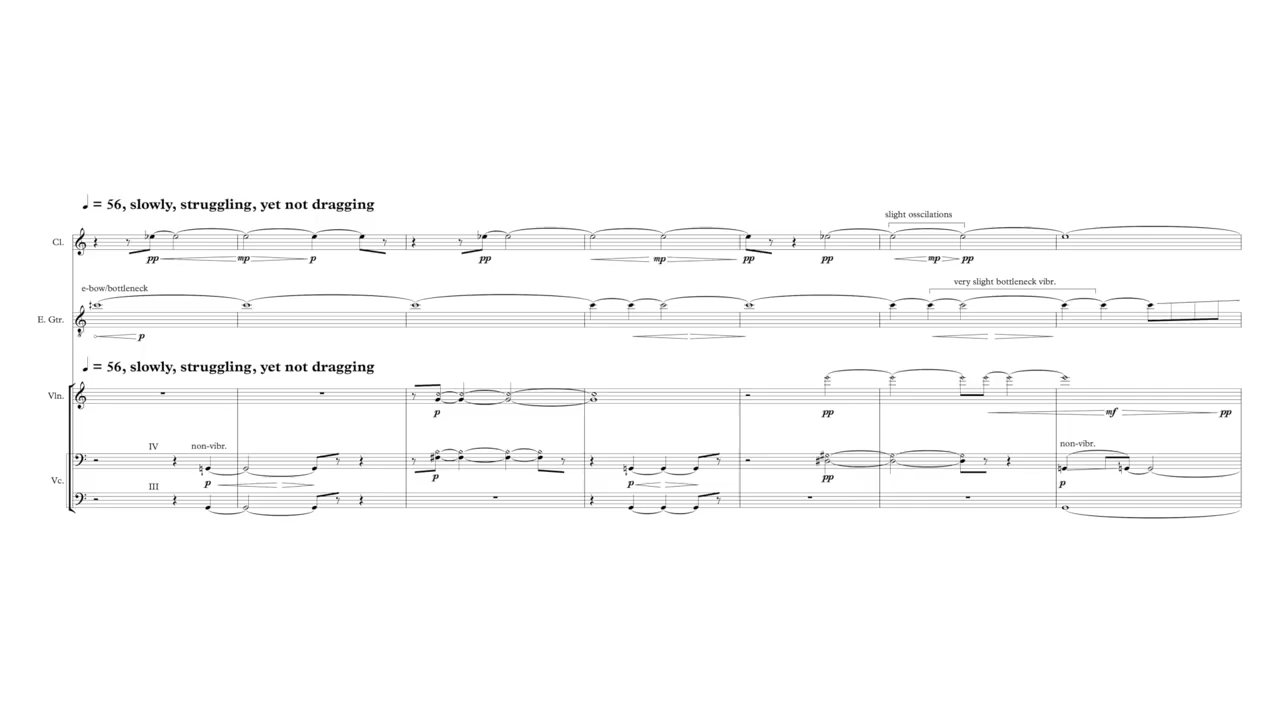 ♩ = 56, slowly, struggling, yet not dragging
slight osscilations
Cl.
pp mp p pp mp pp pp mp pp
e-bow/bottleneck
very slight bottleneck vibr.
E. Gtr.
p
♩ = 56, slowly, struggling, yet not dragging
Vln.
p pp mf pp
IV non-vibr. non-vibr.
p p p pp p
Vc.
III